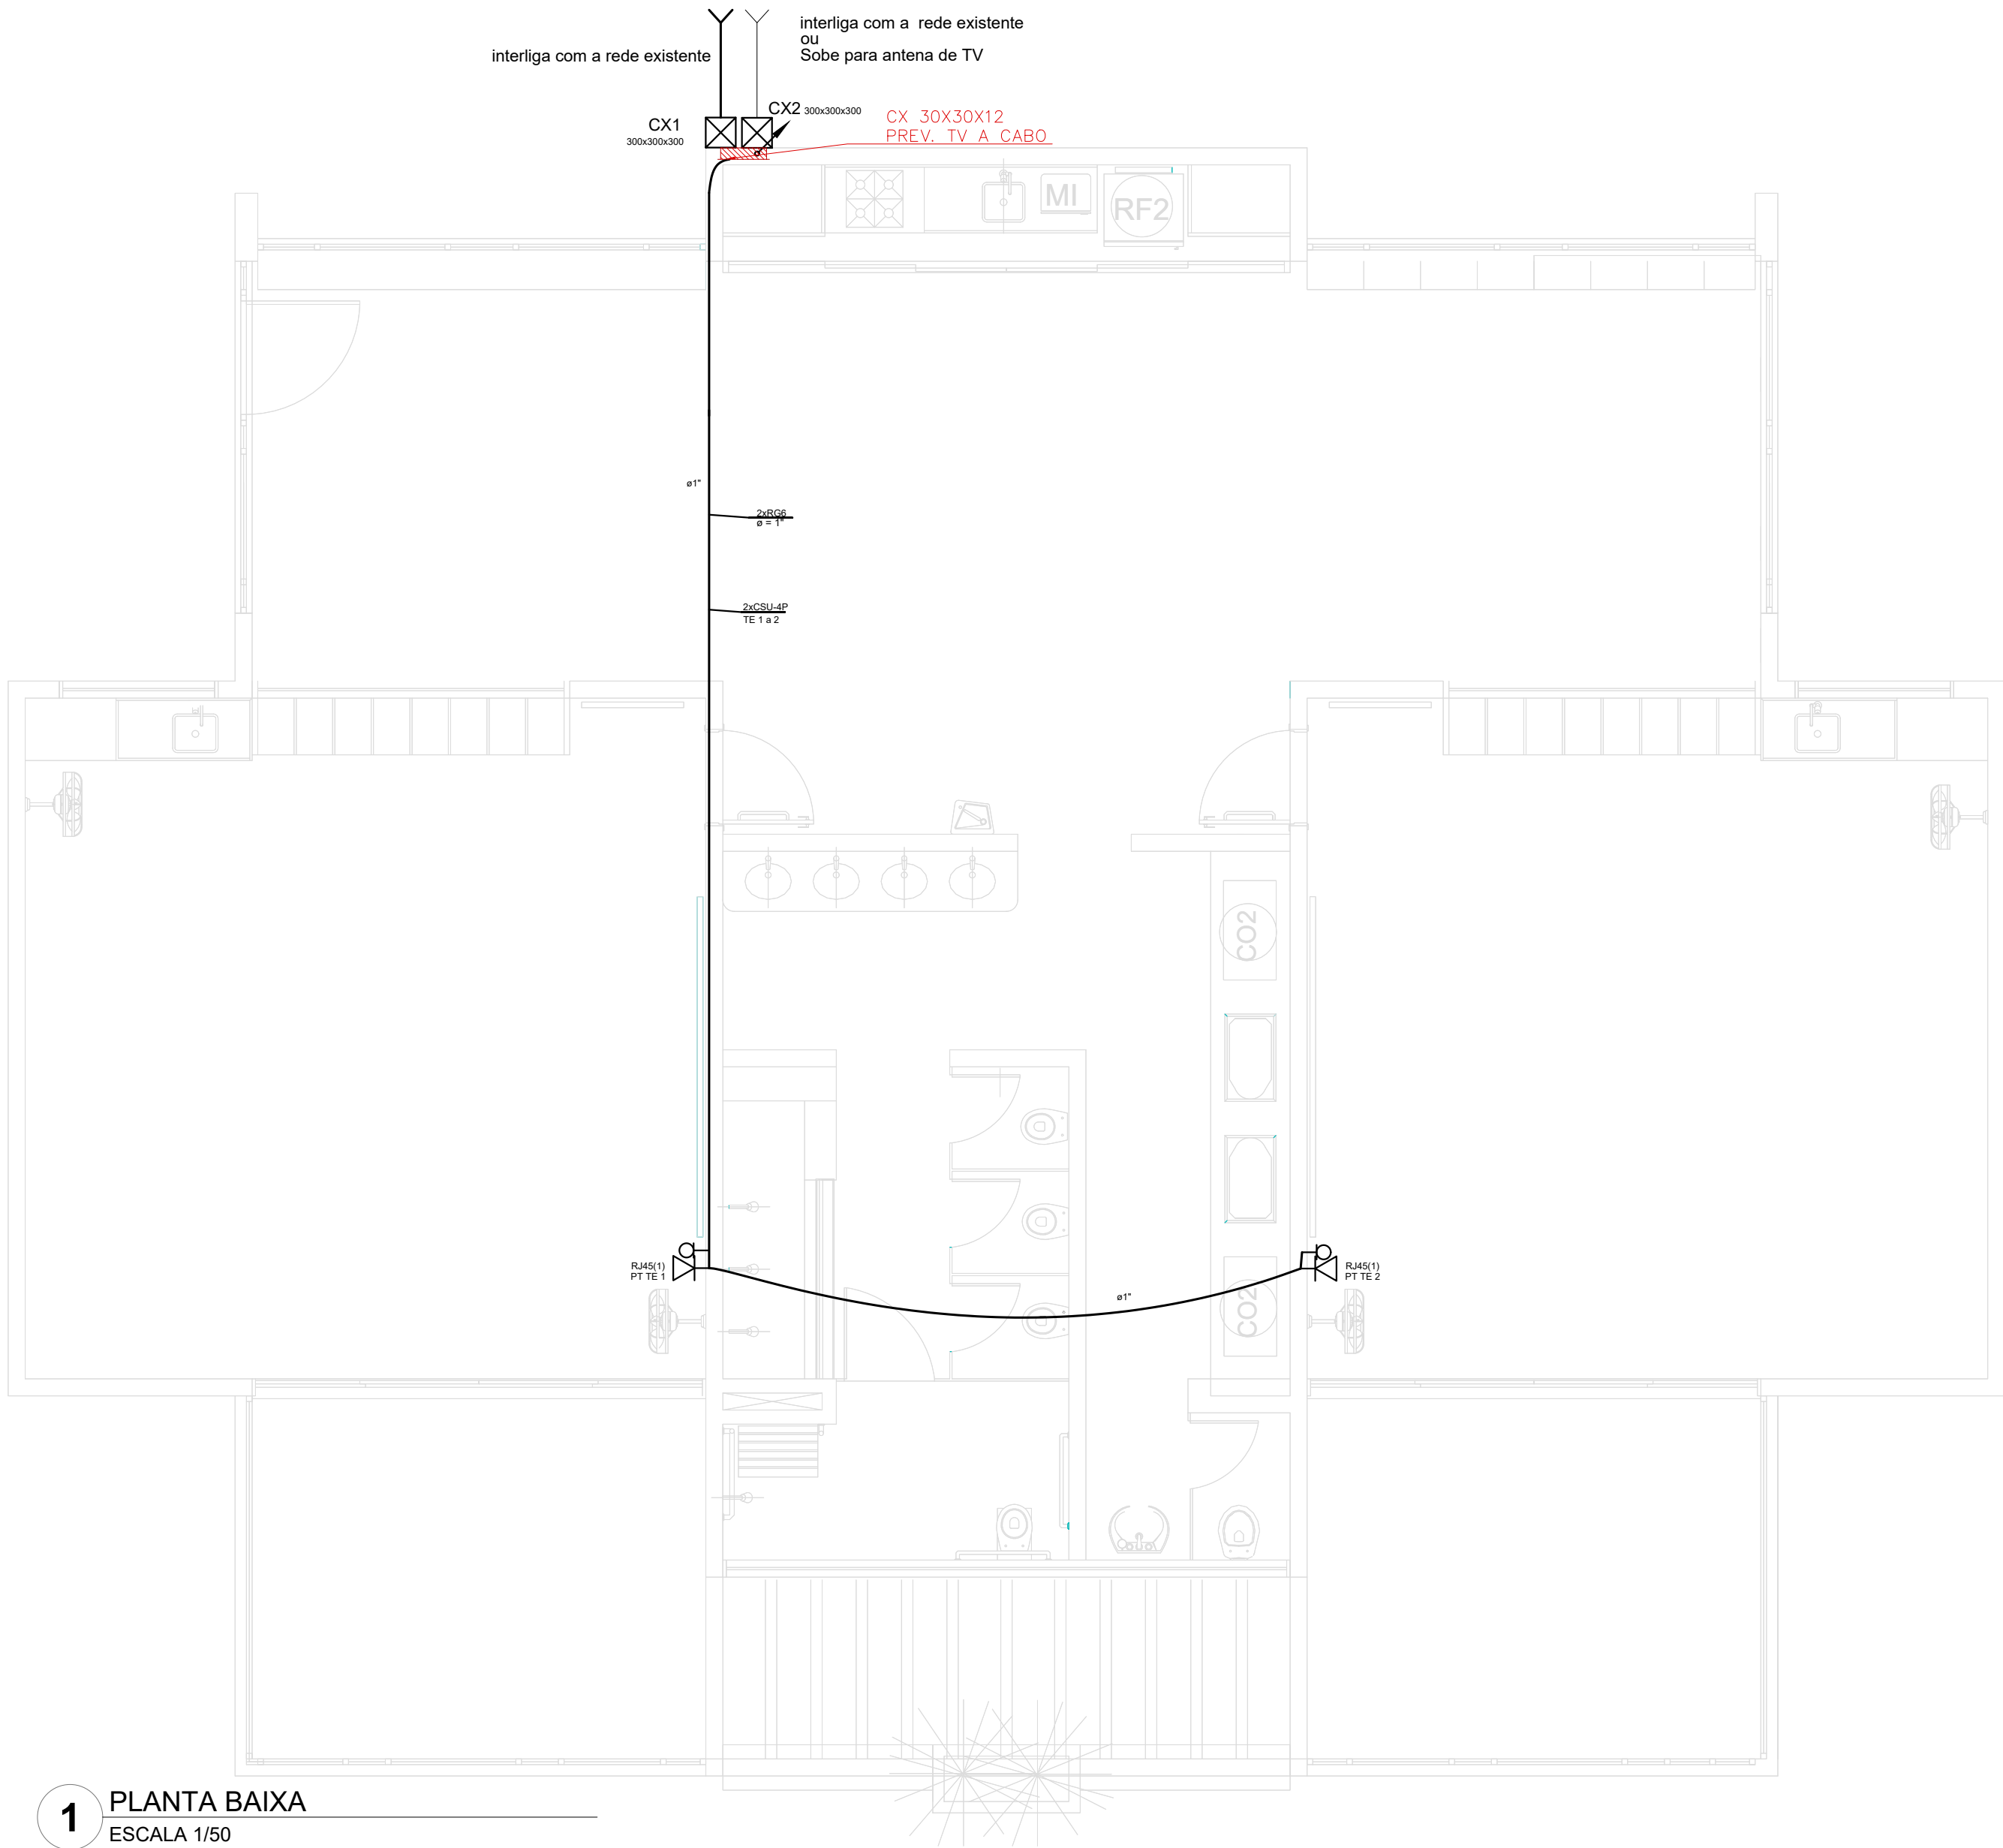 interliga com a  rede existente
ou
Sobe para antena de TV
interliga com a rede existente
CX2 300x300x300
CX1
300x300x300
CX 30X30X12
PREV. TV A CABO
MI
RF2
ø1"
2xRG6
ø = 1"
2xCSU-4P
TE 1 a 2
CO2
RJ45(1)
PT TE 1
RJ45(1)
PT TE 2
ø1"
CO2
1
PLANTA BAIXA
ESCALA 1/50